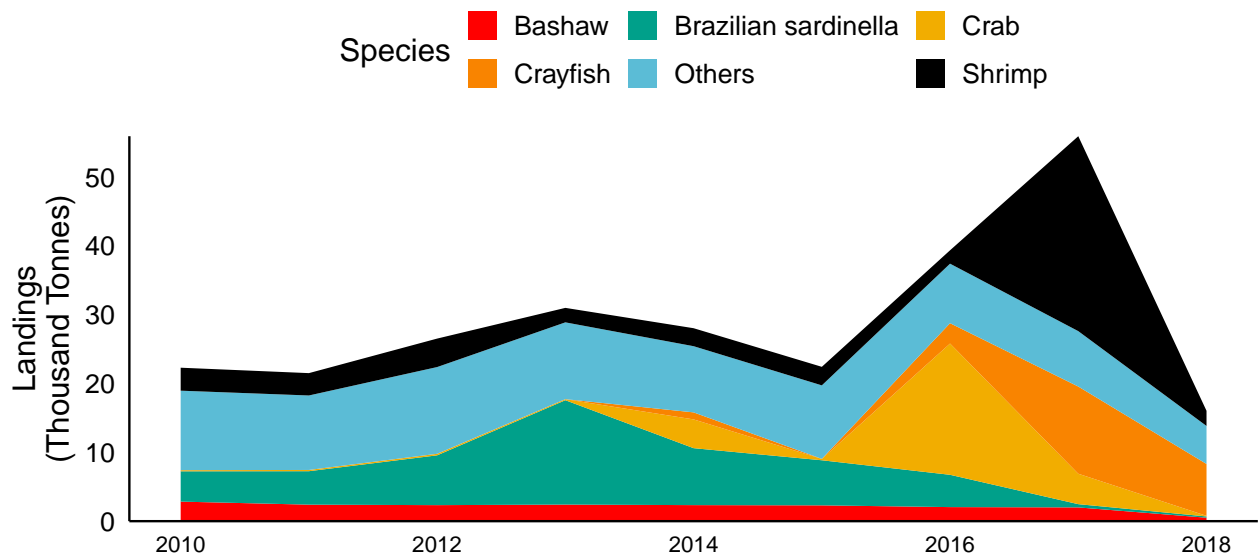 Species
Bashaw
Brazilian sardinella
Crab
Crayfish
Others
Shrimp
Landings
(Thousand Tonnes)
50
40
30
20
10
0
2010
2012
2014
2016
2018